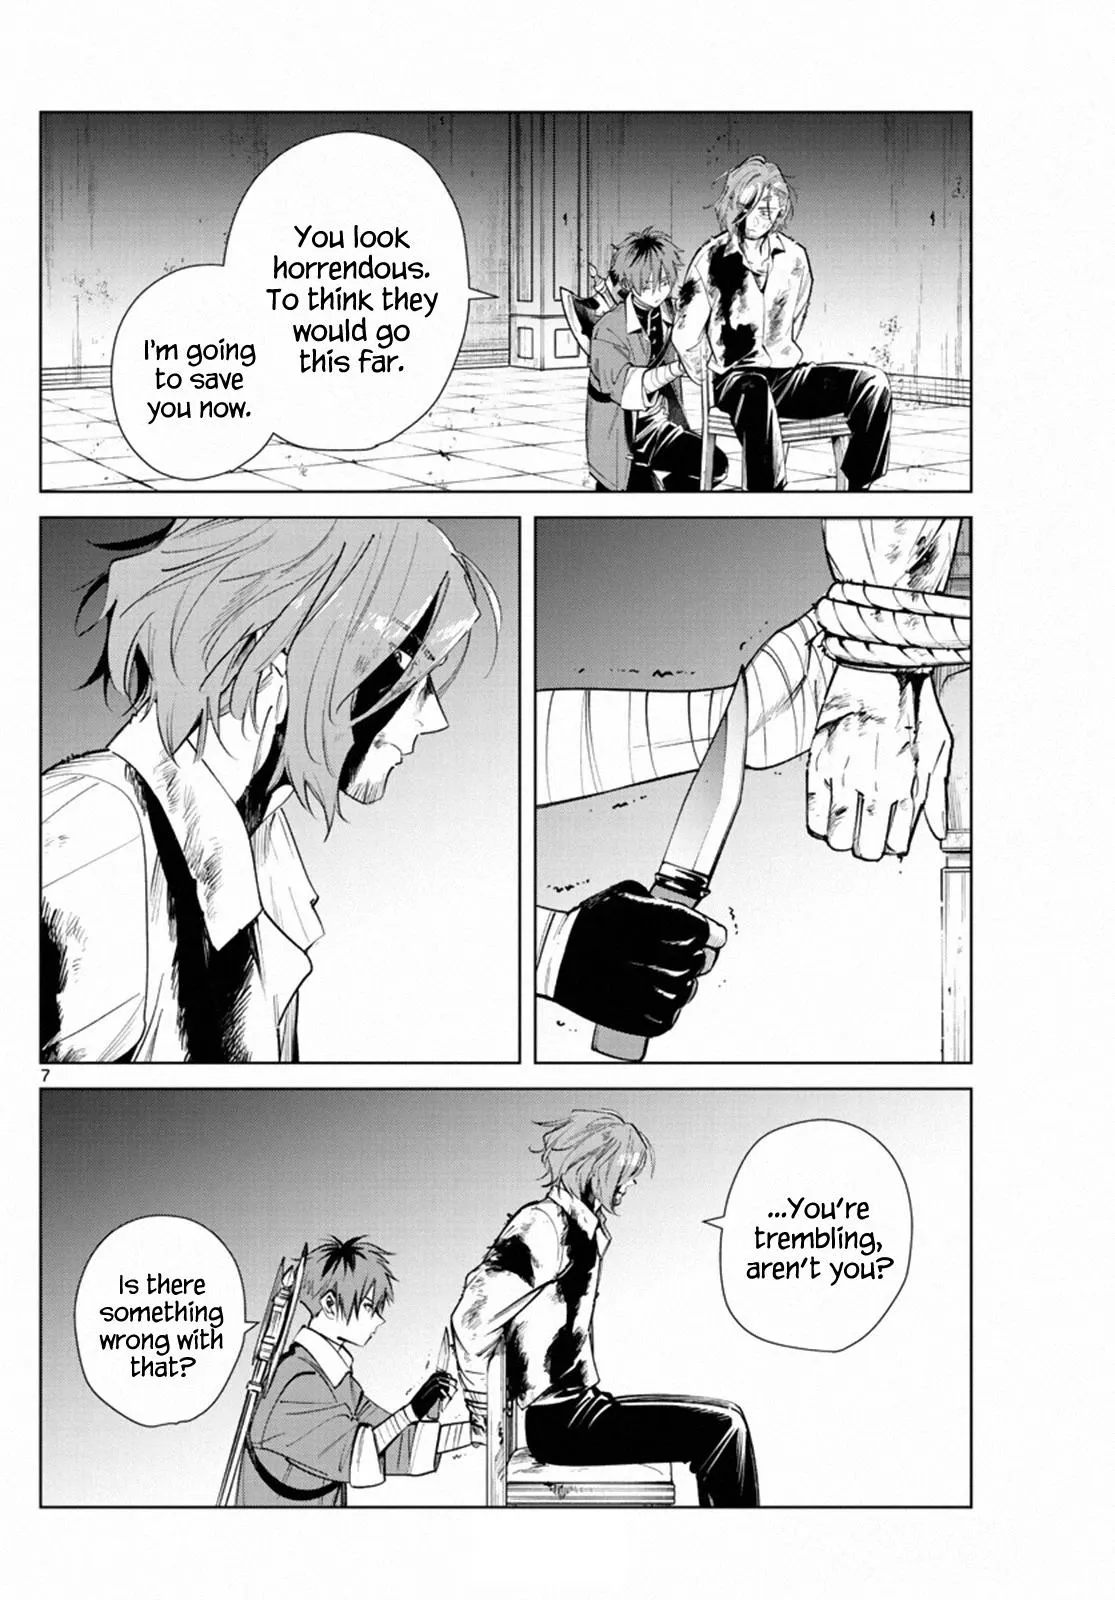 You look
horrendous.
To think they
would go
this far.
I'm going
to save
you now.
7
...You're
trembling,
aren't you?
Is there
something
wrong with
that?